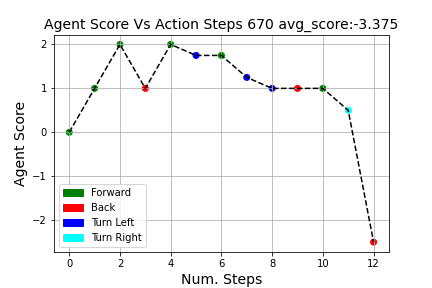 Agent Score Vs Action Steps 670 avg_score:-3.375
2
1
0
−1
−2
Agent Score
Forward
Back
Turn Left
Turn Right
0 2 4 6 8 10 12
Num. Steps